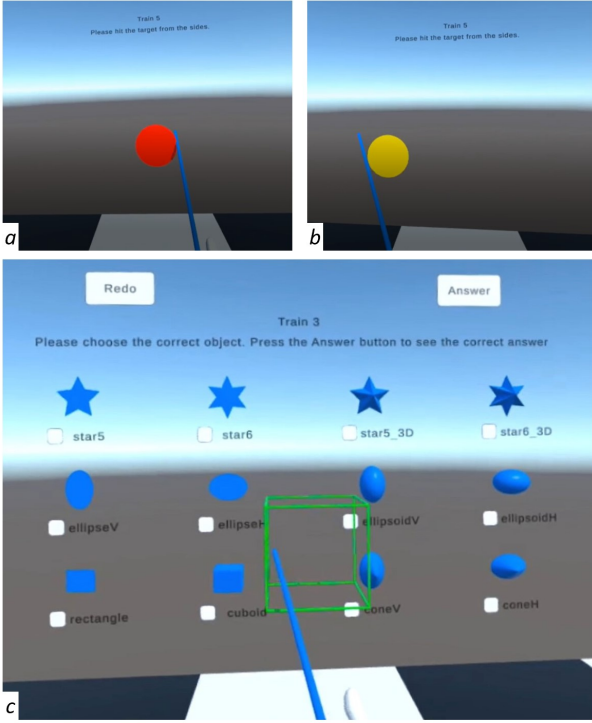 Train 5
Please hit the target from the sides.
Train 5
Please hit the target from the sides.
a
b
Redo
Answer
Train 3
Please choose the correct object. Press the Answer button to see the correct answer
star5
star6
star5_3D
star6_3D
ellipseV
ellipseH
ellipsoidV
ellipsoidH
rectangle
cuboid
coneV
coneH
c